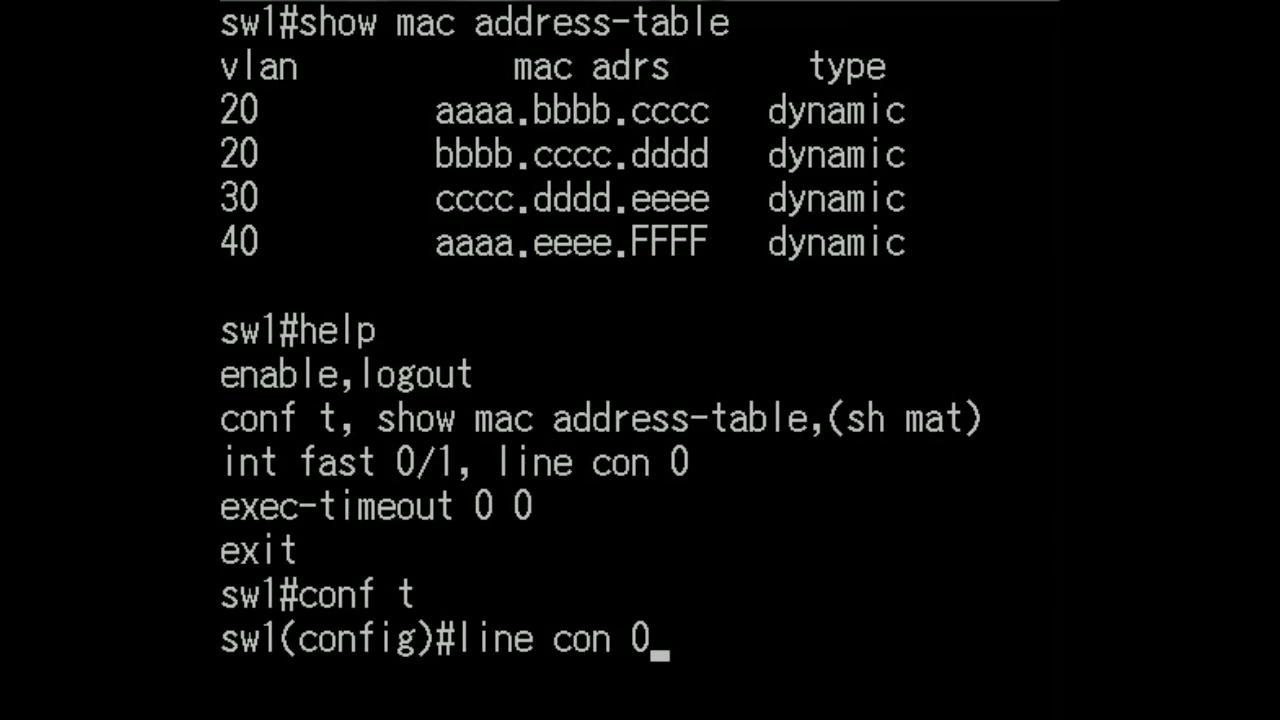 sw1#show mac address-table
vlan mac adrs type
20 aaaa.bbbb.cccc dynamic
20 bbbb.cccc.dddd dynamic
30 cccc.dddd.eeee dynamic
40 aaaa.eeee.FFFF dynamic
sw1#help
enable,logout
conf t, show mac address-table,(sh mat)
int fast 0/1, line con 0
exec-timeout 0 0
exit
sw1#conf t
sw1(config)#line con 0